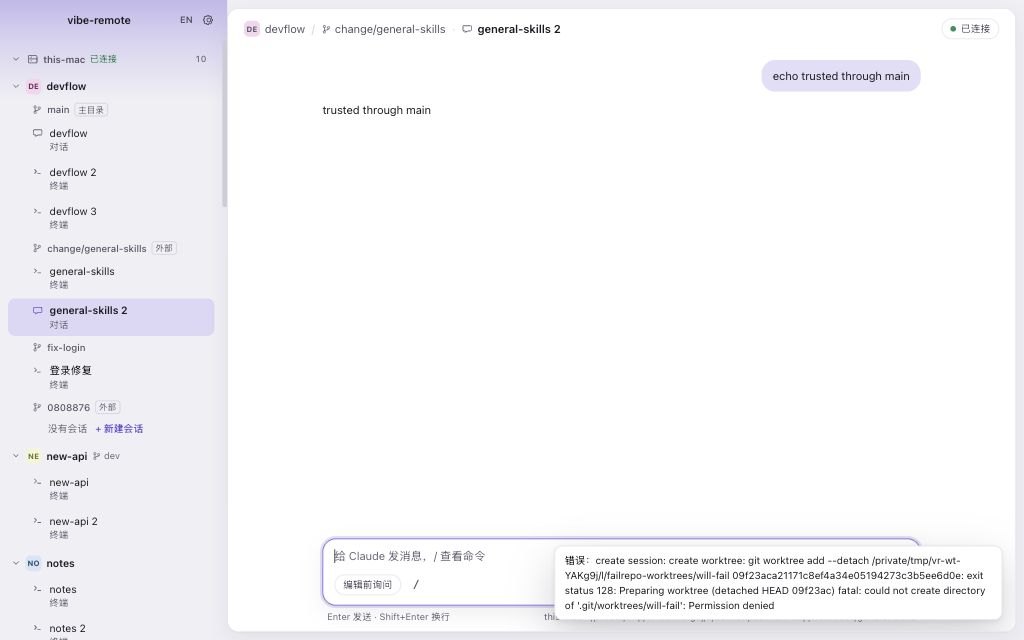 vibe-remote
EN
this-mac 已连接
10
DE devflow
main 主目录
devflow
对话
devflow 2
终端
devflow 3
终端
change/general-skills 外部
general-skills
终端
general-skills 2
对话
fix-login
登录修复
终端
0808876 外部
没有会话 + 新建会话
NE new-api dev
new-api
终端
new-api 2
终端
NO notes
notes
终端
notes 2
终端
DE devflow / change/general-skills · general-skills 2
已连接
echo trusted through main
trusted through main
给 Claude 发消息，/ 查看命令
编辑前询问 /
Enter 发送 · Shift+Enter 换行
错误：create session: create worktree: git worktree add --detach /private/tmp/vr-wt-
YAKg9j/l/failrepo-worktrees/will-fail 09f23aca21171c8ef4a34e05194273c3b5ee6d0e: exit
status 128: Preparing worktree (detached HEAD 09f23ac) fatal: could not create directory
of '.git/worktrees/will-fail': Permission denied